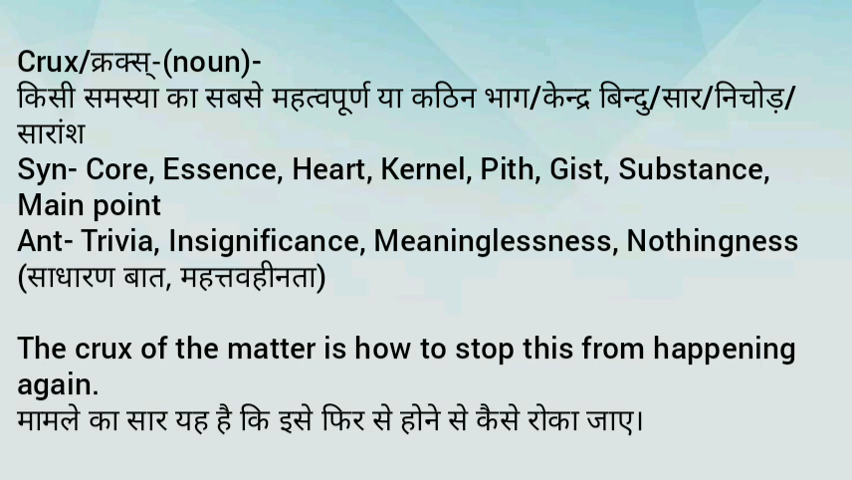 Crux/क्रक्स्-(noun)-
किसी समस्या का सबसे महत्वपूर्ण या कठिन भाग/केन्द्र बिन्दु/सार/निचोड़/
सारांश
Syn- Core, Essence, Heart, Kernel, Pith, Gist, Substance,
Main point
Ant- Trivia, Insignificance, Meaninglessness, Nothingness
(साधारण बात, महत्तवहीनता)
The crux of the matter is how to stop this from happening
again.
मामले का सार यह है कि इसे फिर से होने से कैसे रोका जाए।